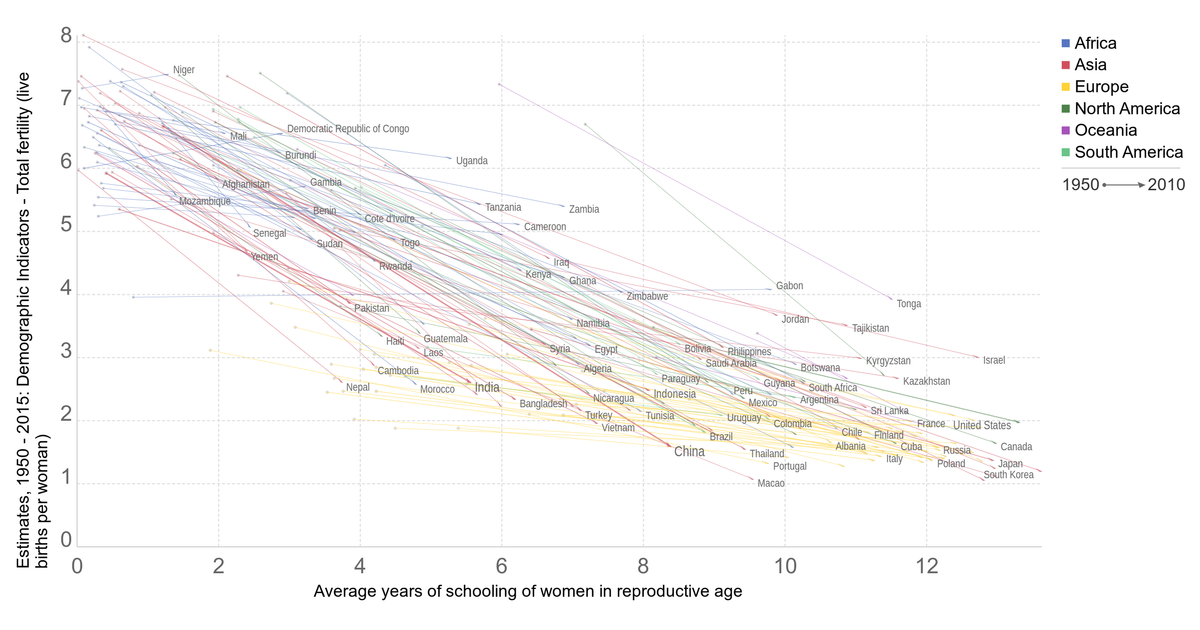 8
7
6
5
4
3
2
1
0
0 2 4 6 8 10 12
Estimates, 1950 - 2015: Demographic Indicators - Total fertility (live
births per woman)
Average years of schooling of women in reproductive age
Africa
Asia
Europe
North America
Oceania
South America
1950 2010
Niger
Mali
Democratic Republic of Congo
Burundi
Uganda
Afghanistan
Gambia
Mozambique
Benin
Cote d'Ivoire
Tanzania
Zambia
Cameroon
Senegal
Sudan
Togo
Yemen
Rwanda
Iraq
Kenya
Ghana
Zimbabwe
Gabon
Tonga
Pakistan
Jordan
Namibia
Tajikistan
Haiti
Guatemala
Laos
Syria
Egypt
Bolivia
Philippines
Saudi Arabia
Kyrgyzstan
Israel
Algeria
Botswana
Cambodia
Nepal
Morocco
India
Paraguay
Indonesia
Guyana
South Africa
Kazakhstan
Peru
Mexico
Argentina
Bangladesh
Nicaragua
Turkey
Tunisia
Vietnam
Uruguay
Colombia
Sri Lanka
France
United States
Brazil
Chile
Finland
Albania
Cuba
Russia
Canada
China
Thailand
Italy
Poland
Japan
Portugal
South Korea
Macao